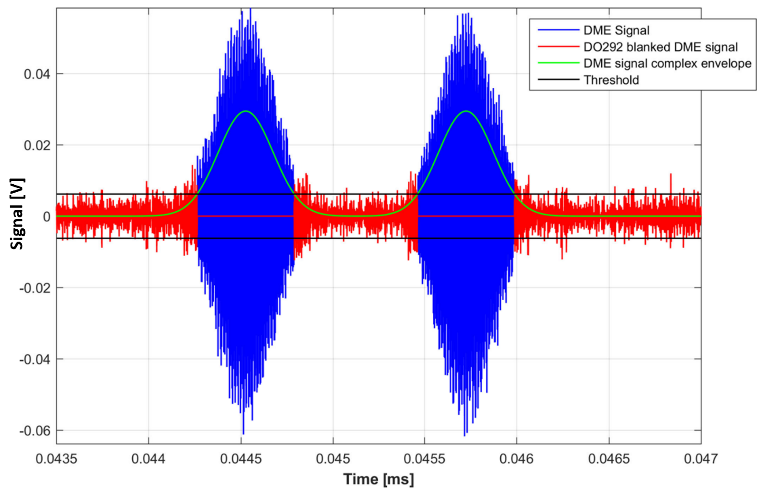 DME Signal
DO292 blanked DME signal
DME signal complex envelope
Threshold
0.04
0.02
0
-0.02
-0.04
-0.06
Signal [V]
0.0435 0.044 0.0445 0.045 0.0455 0.046 0.0465 0.047
Time [ms]